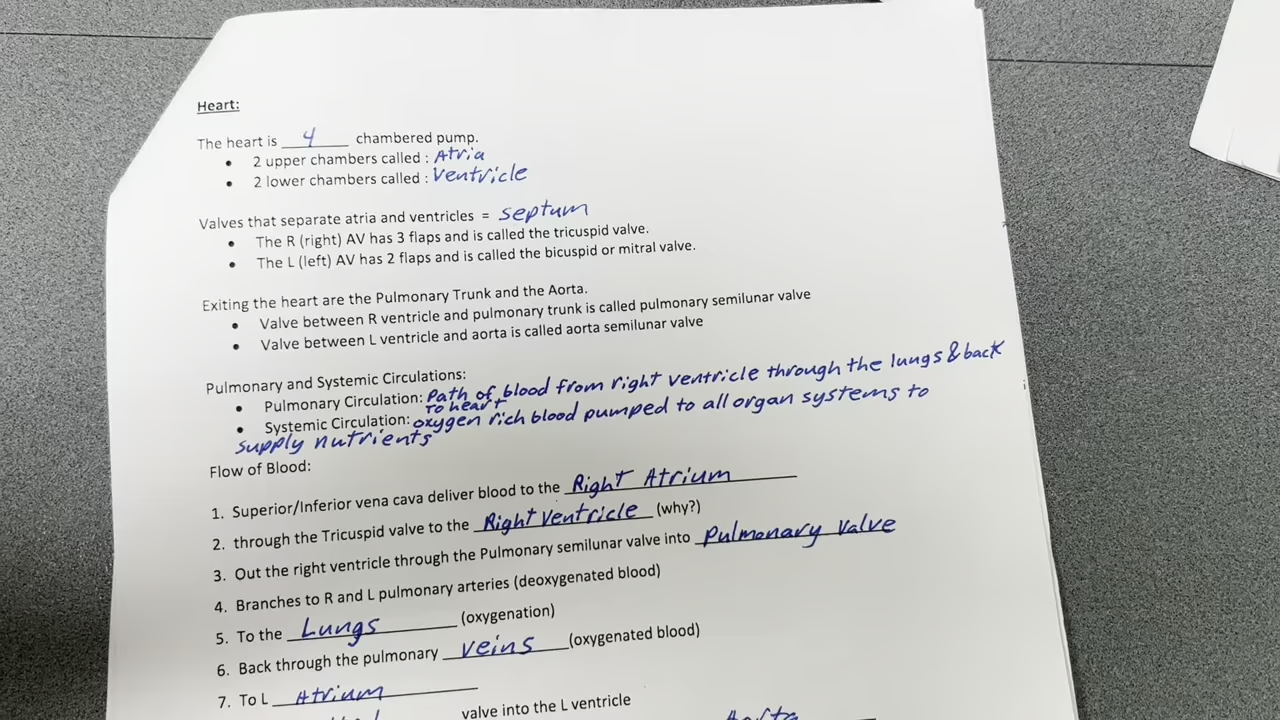 Heart:
The heart is 4 chambered pump.
• 2 upper chambers called : Atria
• 2 lower chambers called : Ventricle
Valves that separate atria and ventricles = septum
• The R (right) AV has 3 flaps and is called the tricuspid valve.
• The L (left) AV has 2 flaps and is called the bicuspid or mitral valve.
Exiting the heart are the Pulmonary Trunk and the Aorta.
• Valve between R ventricle and pulmonary trunk is called pulmonary semilunar valve
• Valve between L ventricle and aorta is called aorta semilunar valve
Pulmonary and Systemic Circulations:
• Pulmonary Circulation: Path of blood from right ventricle through the lungs & back
To heart
• Systemic Circulation: oxygen rich blood pumped to all organ systems to
supply nutrients
Flow of Blood:
1. Superior/Inferior vena cava deliver blood to the Right Atrium
2. through the Tricuspid valve to the Right Ventricle (why?)
3. Out the right ventricle through the Pulmonary semilunar valve into Pulmonary Valve
4. Branches to R and L pulmonary arteries (deoxygenated blood)
5. To the Lungs (oxygenation)
6. Back through the pulmonary veins (oxygenated blood)
7. To L Atrium
valve into the L ventricle
Aorta